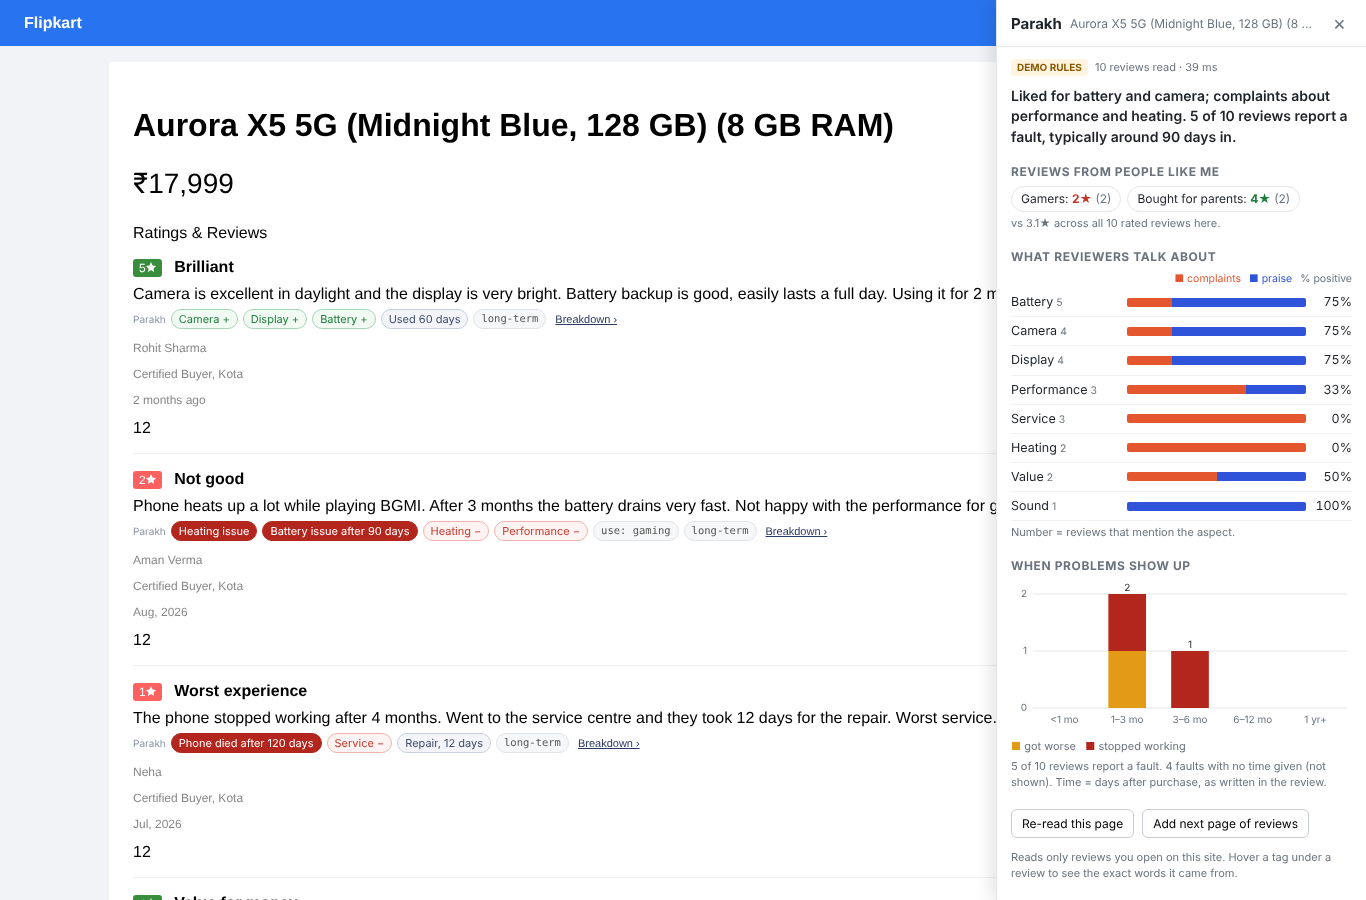 Flipkart
Aurora X5 5G (Midnight Blue, 128 GB) (8 GB RAM)
₹17,999
Ratings & Reviews
5★ Brilliant
Camera is excellent in daylight and the display is very bright. Battery backup is good, easily lasts a full day. Using it for 2 m
Parakh Camera + Display + Battery + Used 60 days long-term Breakdown ›
Rohit Sharma
Certified Buyer, Kota
2 months ago
12
2★ Not good
Phone heats up a lot while playing BGMI. After 3 months the battery drains very fast. Not happy with the performance for g
Parakh Heating issue Battery issue after 90 days Heating − Performance − use: gaming long-term Breakdown ›
Aman Verma
Certified Buyer, Kota
Aug, 2026
12
1★ Worst experience
The phone stopped working after 4 months. Went to the service centre and they took 12 days for the repair. Worst service.
Parakh Phone died after 120 days Service − Repair, 12 days long-term Breakdown ›
Neha
Certified Buyer, Kota
Jul, 2026
12
Parakh Aurora X5 5G (Midnight Blue, 128 GB) (8 ... ✕
DEMO RULES 10 reviews read · 39 ms
Liked for battery and camera; complaints about
performance and heating. 5 of 10 reviews report a
fault, typically around 90 days in.
REVIEWS FROM PEOPLE LIKE ME
Gamers: 2★ (2) Bought for parents: 4★ (2)
vs 3.1★ across all 10 rated reviews here.
WHAT REVIEWERS TALK ABOUT
complaints praise % positive
Battery 5 75%
Camera 4 75%
Display 4 75%
Performance 3 33%
Service 3 0%
Heating 2 0%
Value 2 50%
Sound 1 100%
Number = reviews that mention the aspect.
WHEN PROBLEMS SHOW UP
2
2
1
1
0
<1 mo 1–3 mo 3–6 mo 6–12 mo 1 yr+
got worse stopped working
5 of 10 reviews report a fault. 4 faults with no time given (not
shown). Time = days after purchase, as written in the review.
Re-read this page Add next page of reviews
Reads only reviews you open on this site. Hover a tag under a
review to see the exact words it came from.